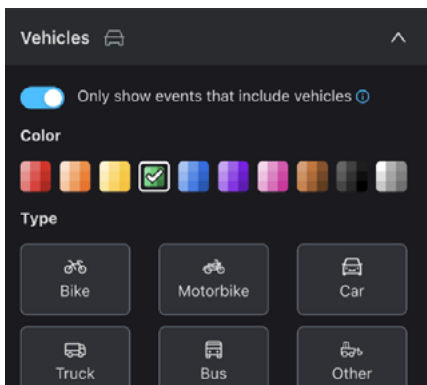 Vehicles
Only show events that include vehicles
Color
Type
Bike Motorbike Car
Truck Bus Other